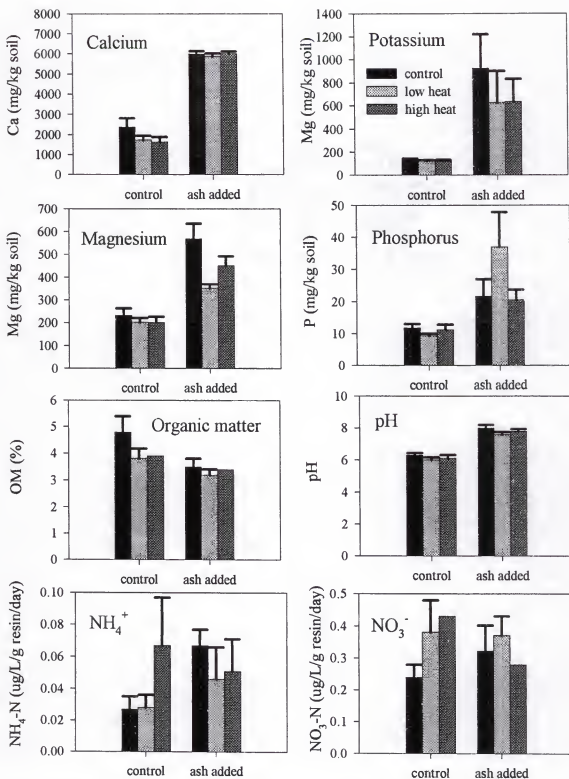 Calcium
Ca (mg/kg soil)
8000
7000
6000
5000
4000
3000
2000
1000
0
control
ash added
Potassium
Mg (mg/kg soil)
1400
1200
1000
800
600
400
200
0
control
low heat
high heat
control
ash added
Magnesium
Mg (mg/kg soil)
700
600
500
400
300
200
100
0
control
ash added
Phosphorus
P (mg/kg soil)
50
40
30
20
10
0
control
ash added
Organic matter
OM (%)
6
5
4
3
2
1
0
control
ash added
pH
pH
12
10
8
6
4
2
0
control
ash added
NH₄⁺
NH₄-N (ug/L/g resin/day)
0.10
0.08
0.06
0.04
0.02
0.00
control
ash added
NO₃⁻
NO₃-N (ug/L/g resin/day)
0.5
0.4
0.3
0.2
0.1
0.0
control
ash added